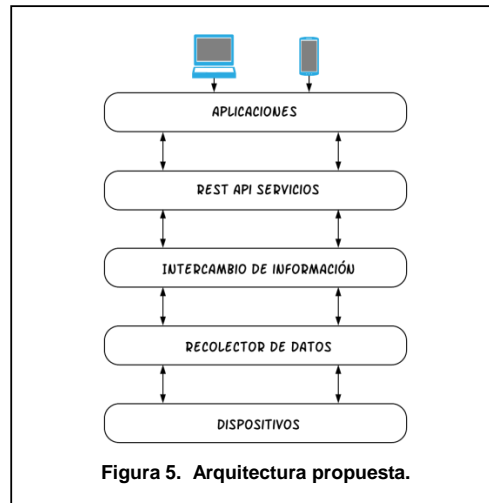 APLICACIONES
REST API SERVICIOS
INTERCAMBIO DE INFORMACIÓN
RECOLECTOR DE DATOS
DISPOSITIVOS
Figura 5. Arquitectura propuesta.